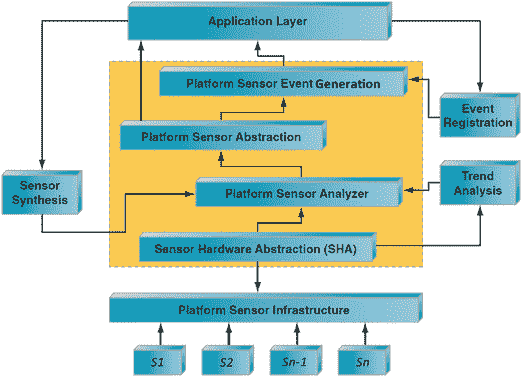 Application Layer
Platform Sensor Event Generation
Event
Registration
Platform Sensor Abstraction
Sensor
Synthesis
Platform Sensor Analyzer
Trend
Analysis
Sensor Hardware Abstraction (SHA)
Platform Sensor Infrastructure
S1
S2
Sn-1
Sn